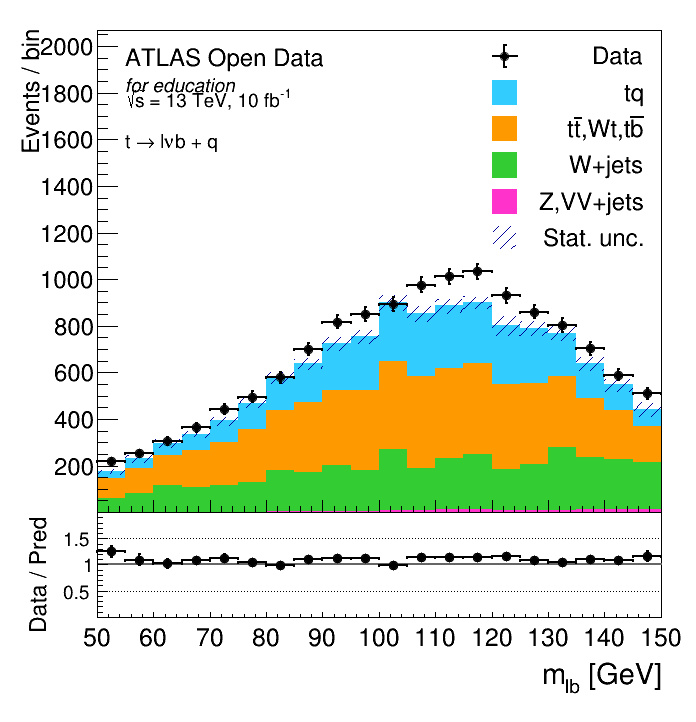 Events / bin
2000
1800
1600
1400
1200
1000
800
600
400
200
ATLAS Open Data
for education
√s = 13 TeV, 10 fb⁻¹
t → lνb + q
Data
tq
tt̅,Wt,tb̅
W+jets
Z,VV+jets
Stat. unc.
Data / Pred
1.5
1
0.5
50 60 70 80 90 100 110 120 130 140 150
m_lb [GeV]